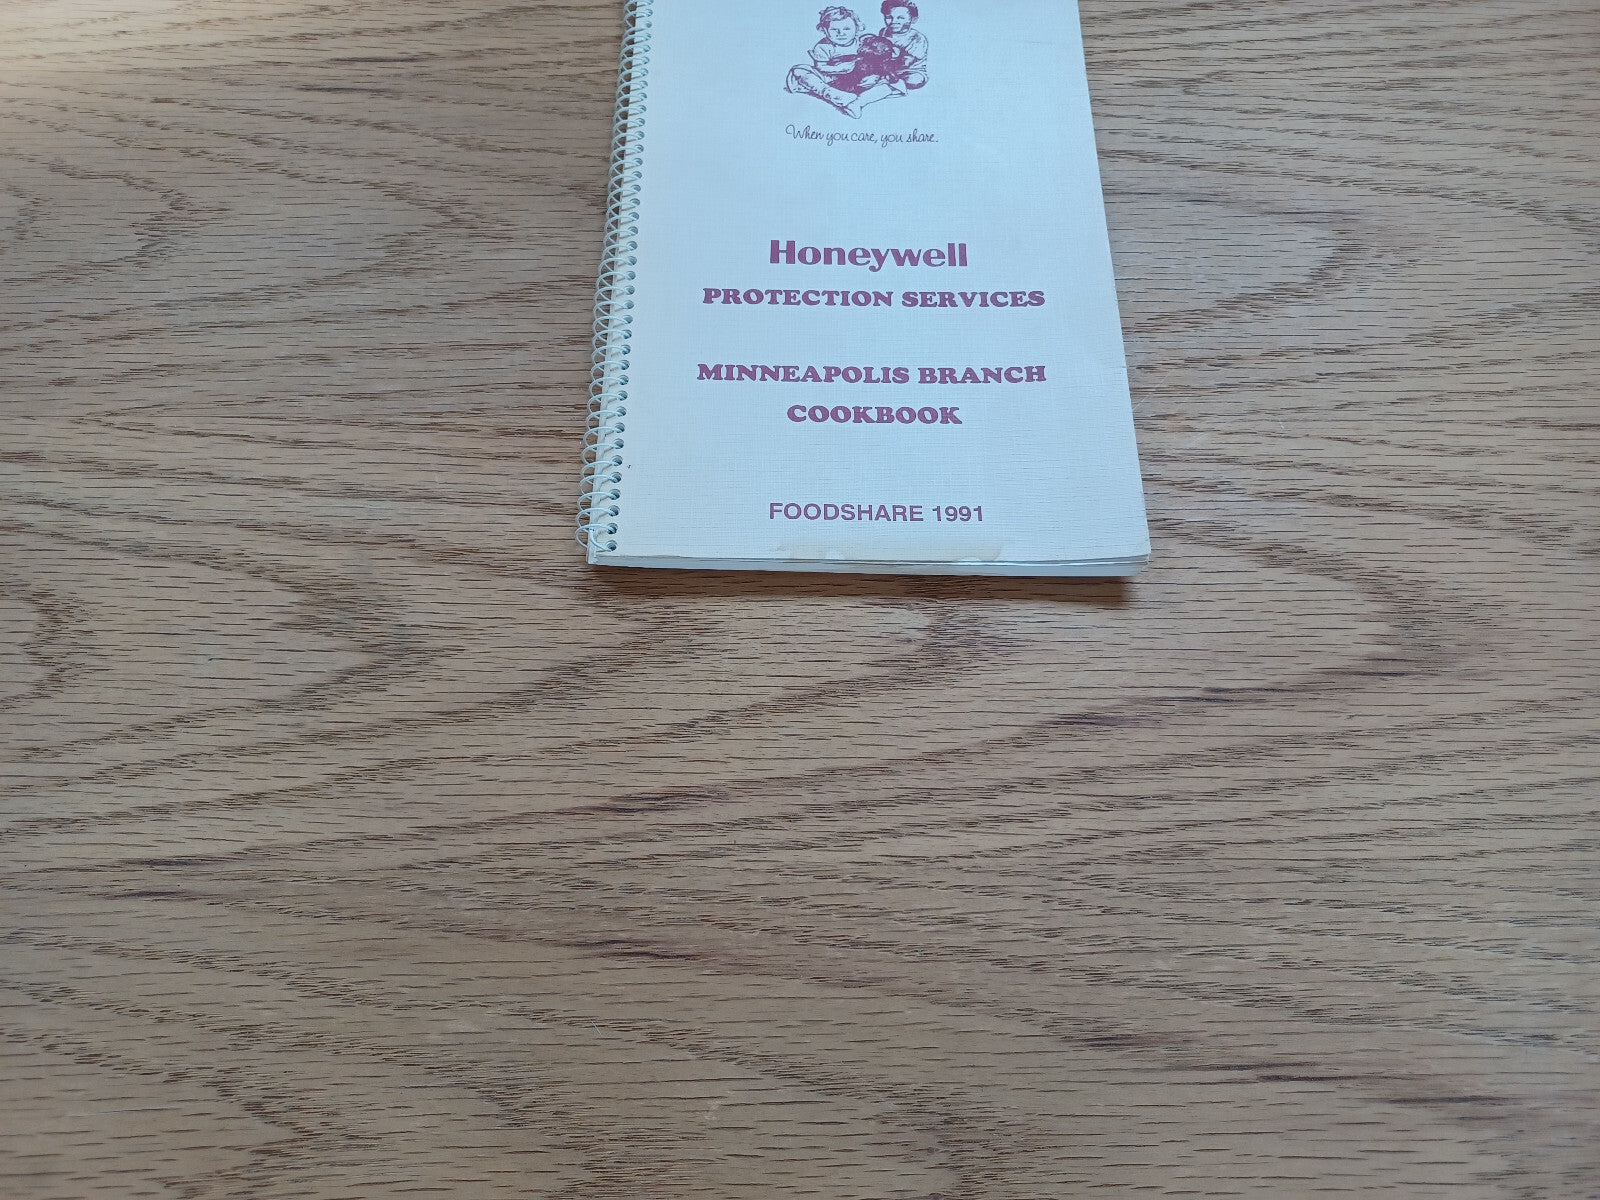 When you care, you share.
Honeywell
PROTECTION SERVICES
MINNEAPOLIS BRANCH
COOKBOOK
FOODSHARE 1991